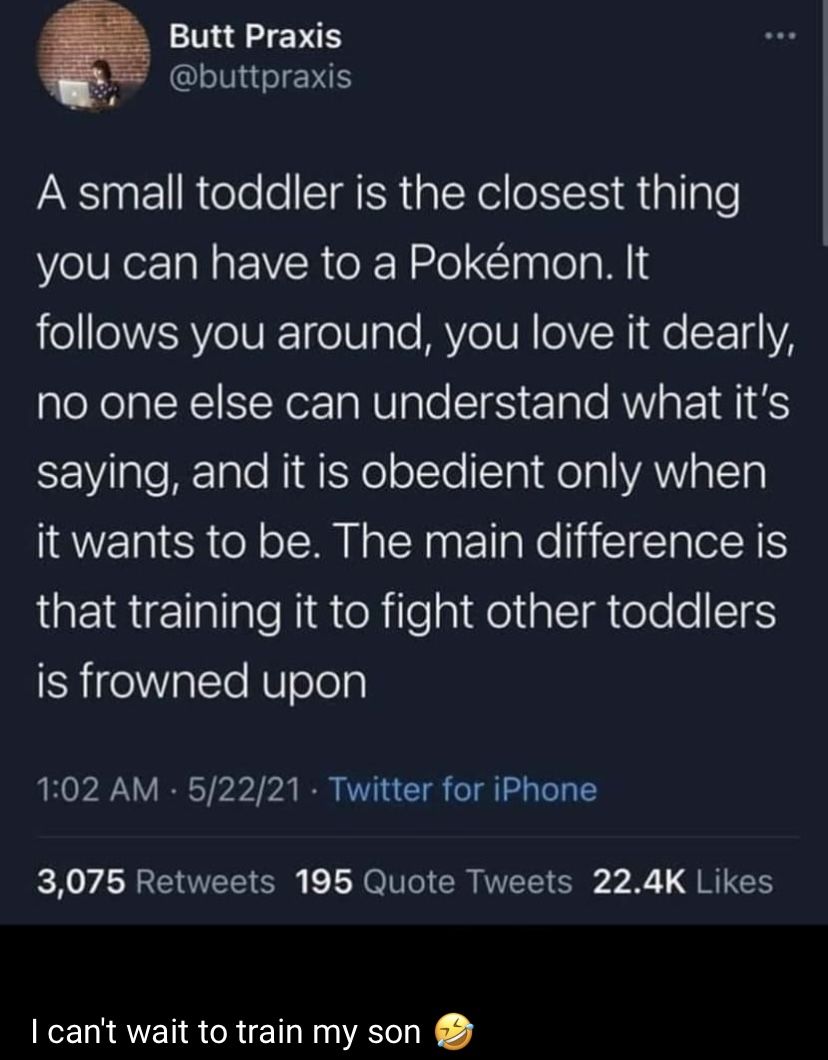 Butt Praxis
@buttpraxis
A small toddler is the closest thing
you can have to a Pokémon. It
follows you around, you love it dearly,
no one else can understand what it's
saying, and it is obedient only when
it wants to be. The main difference is
that training it to fight other toddlers
is frowned upon
1:02 AM · 5/22/21 · Twitter for iPhone
3,075 Retweets 195 Quote Tweets 22.4K Likes
I can't wait to train my son 🤣